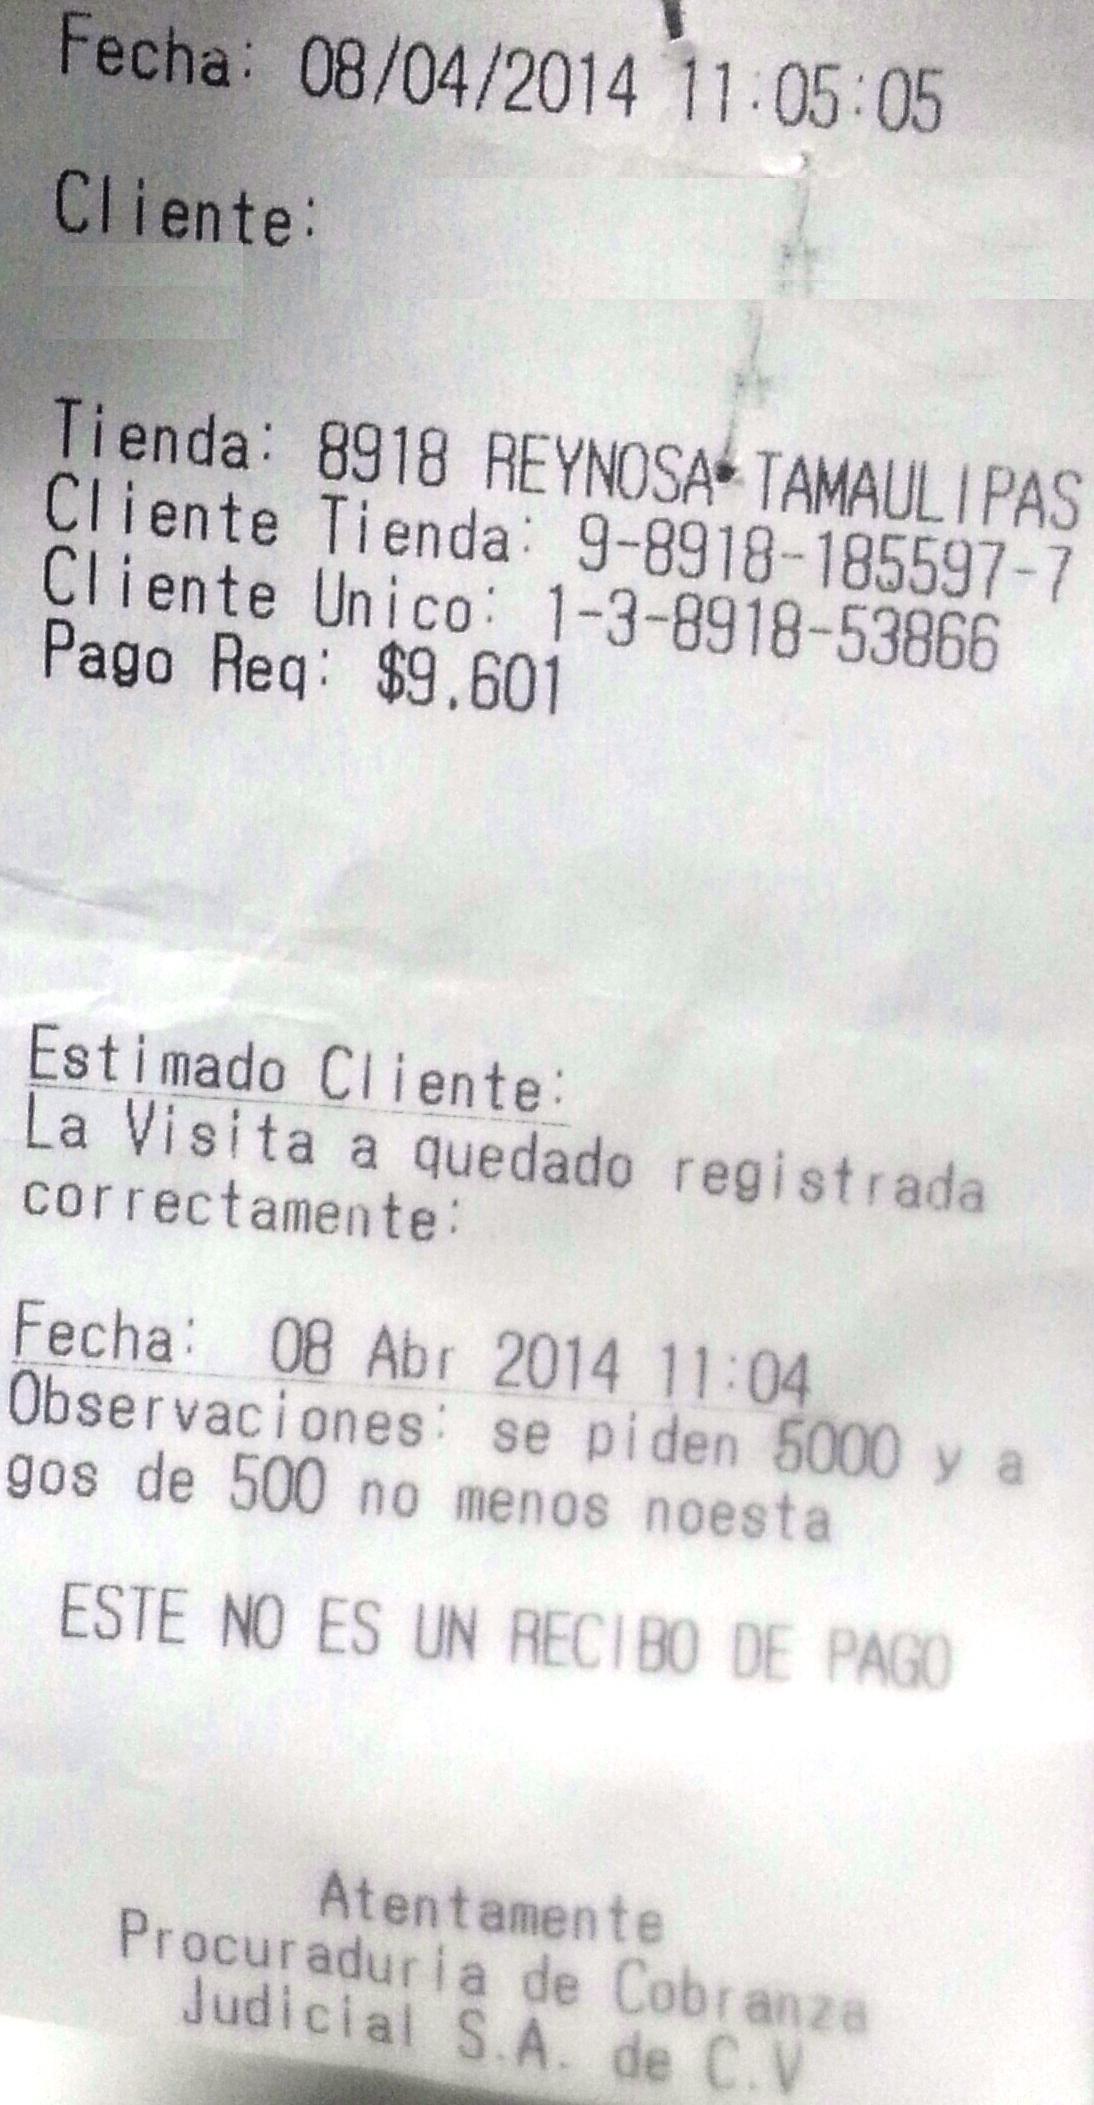 Fecha: 08/04/2014 11:05:05
Cliente:
Tienda: 8918 REYNOSA TAMAULIPAS
Cliente Tienda: 9-8918-185597-7
Cliente Unico: 1-3-8918-53866
Pago Req: $9.601
Estimado Cliente:
La Visita a quedado registrada
correctamente:
Fecha: 08 Abr 2014 11:04
Observaciones: se piden 5000 y a
gos de 500 no menos noesta
ESTE NO ES UN RECIBO DE PAGO
Atentamente
Procuraduria de Cobranza
Judicial S.A. de C.V